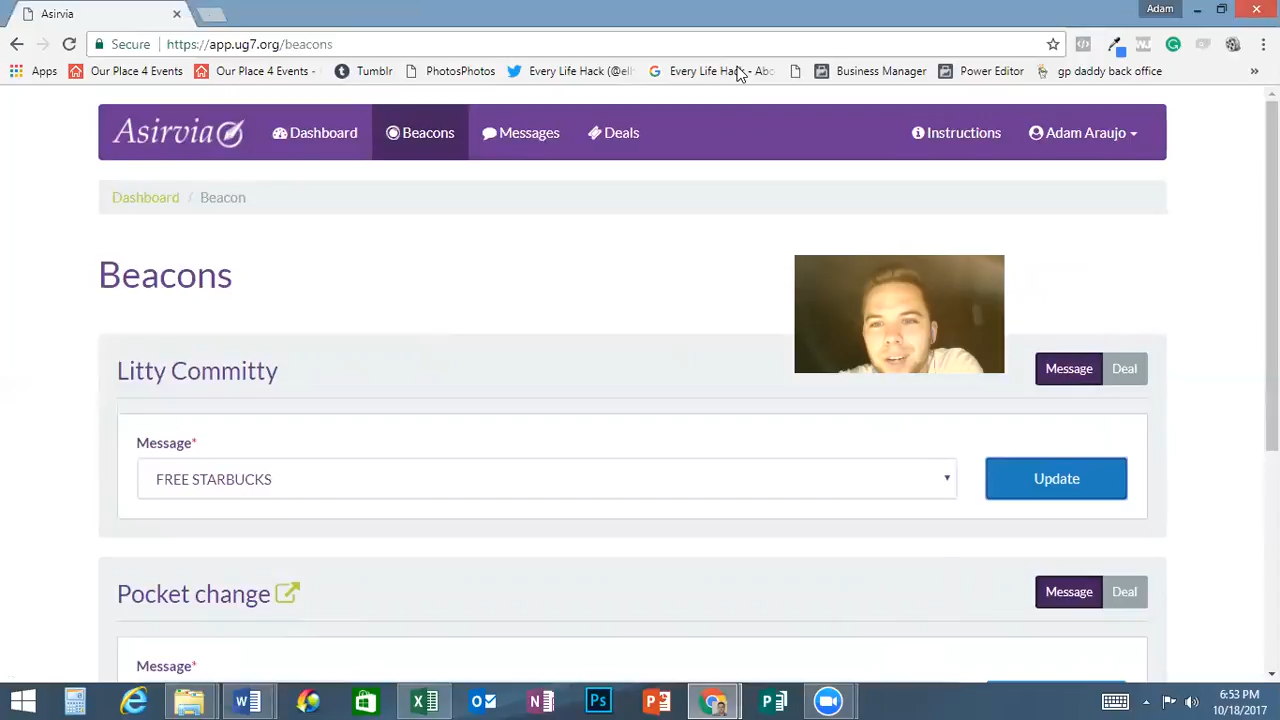 Asirvia
Adam
Secure https://app.ug7.org/beacons
Apps Our Place 4 Events Our Place 4 Events - Tumblr PhotosPhotos Every Life Hack (@elh Every Life Hack - Abo Business Manager Power Editor gp daddy back office »
Asirvia Dashboard Beacons Messages Deals Instructions Adam Araujo
Dashboard / Beacon
Beacons
Litty Committy Message Deal
Message*
FREE STARBUCKS Update
Pocket change Message Deal
Message*
6:53 PM
10/18/2017